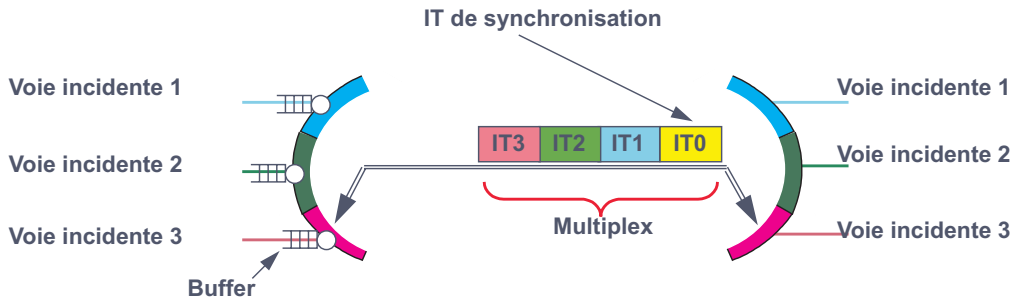 IT de synchronisation
Voie incidente 1
Voie incidente 1
IT3 IT2 IT1 IT0
Voie incidente 2
Voie incidente 2
Multiplex
Voie incidente 3
Voie incidente 3
Buffer